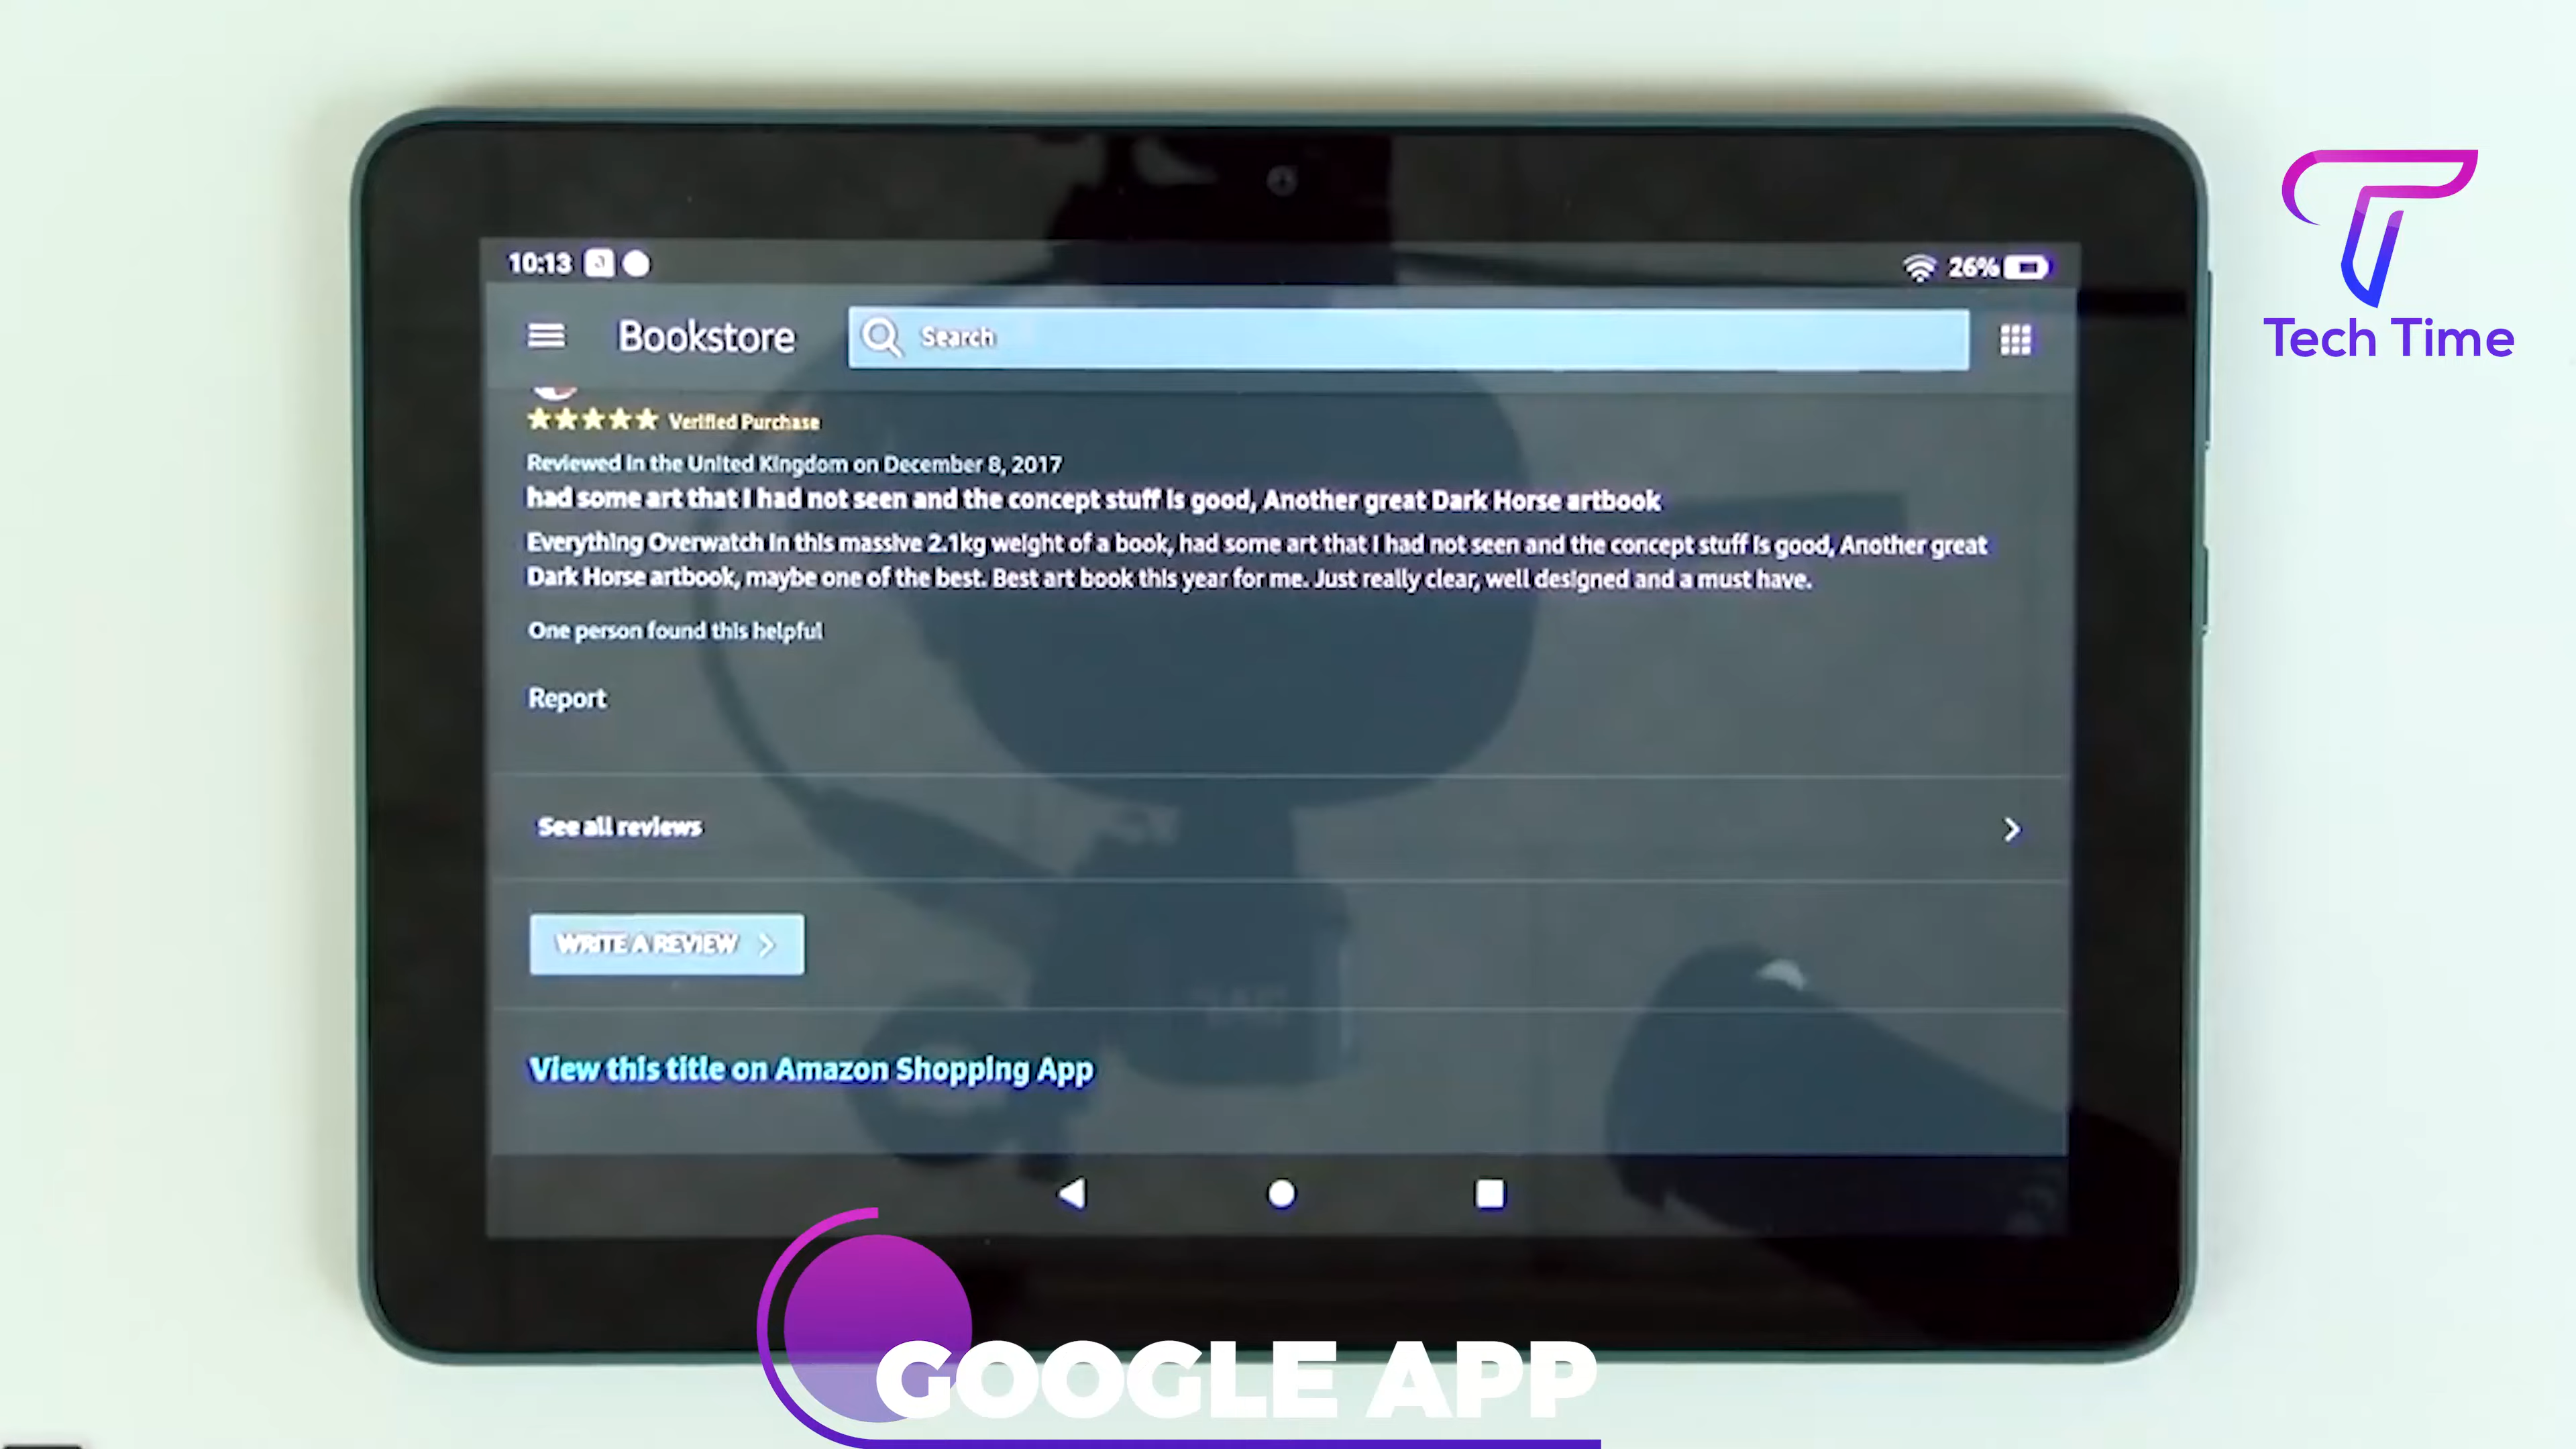 10:13
26%
Bookstore
Search
Verified Purchase
Reviewed in the United Kingdom on December 8, 2017
had some art that I had not seen and the concept stuff is good, Another great Dark Horse artbook
Everything Overwatch in this massive 2.1kg weight of a book, had some art that I had not seen and the concept stuff is good, Another great
Dark Horse artbook, maybe one of the best. Best art book this year for me. Just really clear, well designed and a must have.
One person found this helpful
Report
See all reviews
WRITE A REVIEW
View this title on Amazon Shopping App
Tech Time
GOOGLE APP